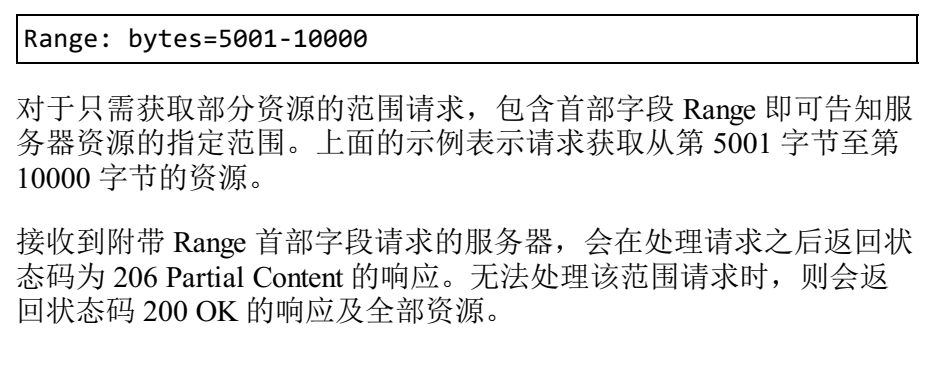 Range: bytes=5001-10000
对于只需获取部分资源的范围请求，包含首部字段 Range 即可告知服
务器资源的指定范围。上面的示例表示请求获取从第 5001 字节至第
10000 字节的资源。
接收到附带 Range 首部字段请求的服务器，会在处理请求之后返回状
态码为 206 Partial Content 的响应。无法处理该范围请求时，则会返
回状态码 200 OK 的响应及全部资源。